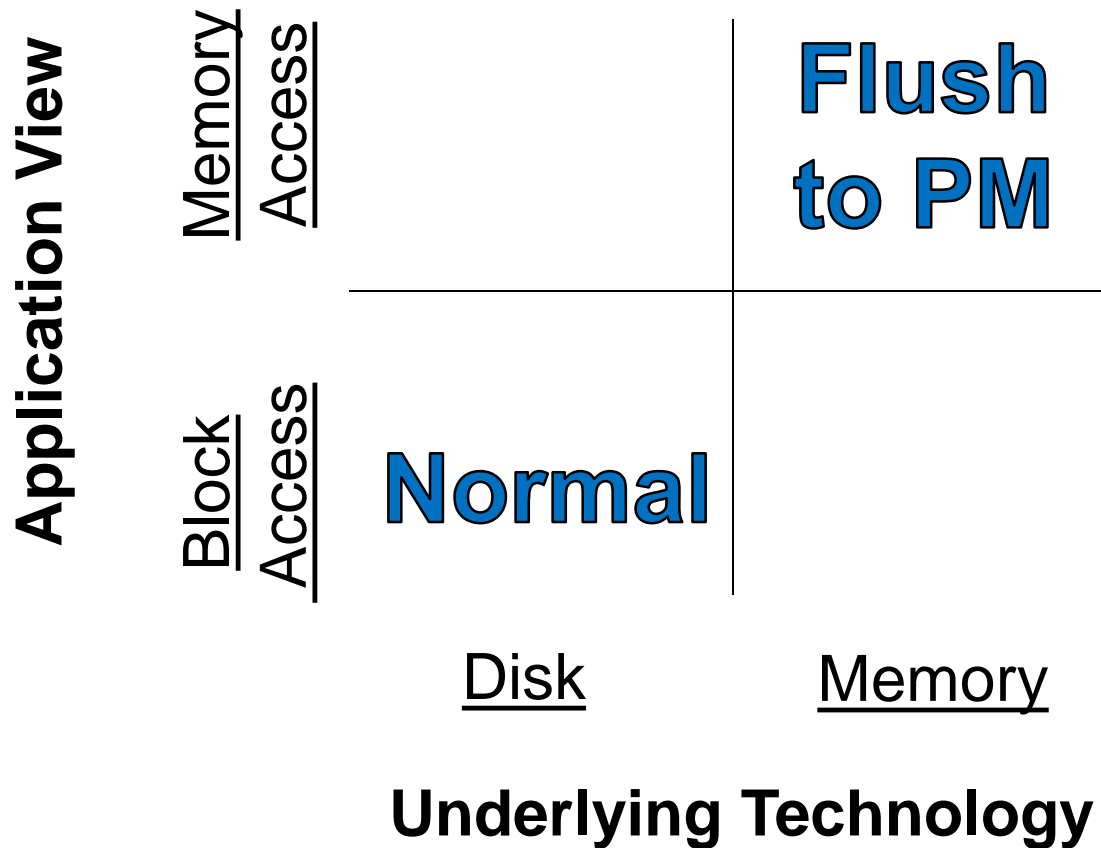 Application View
Memory
Access
Flush
to PM
Block
Access
Normal
Disk
Memory
Underlying Technology